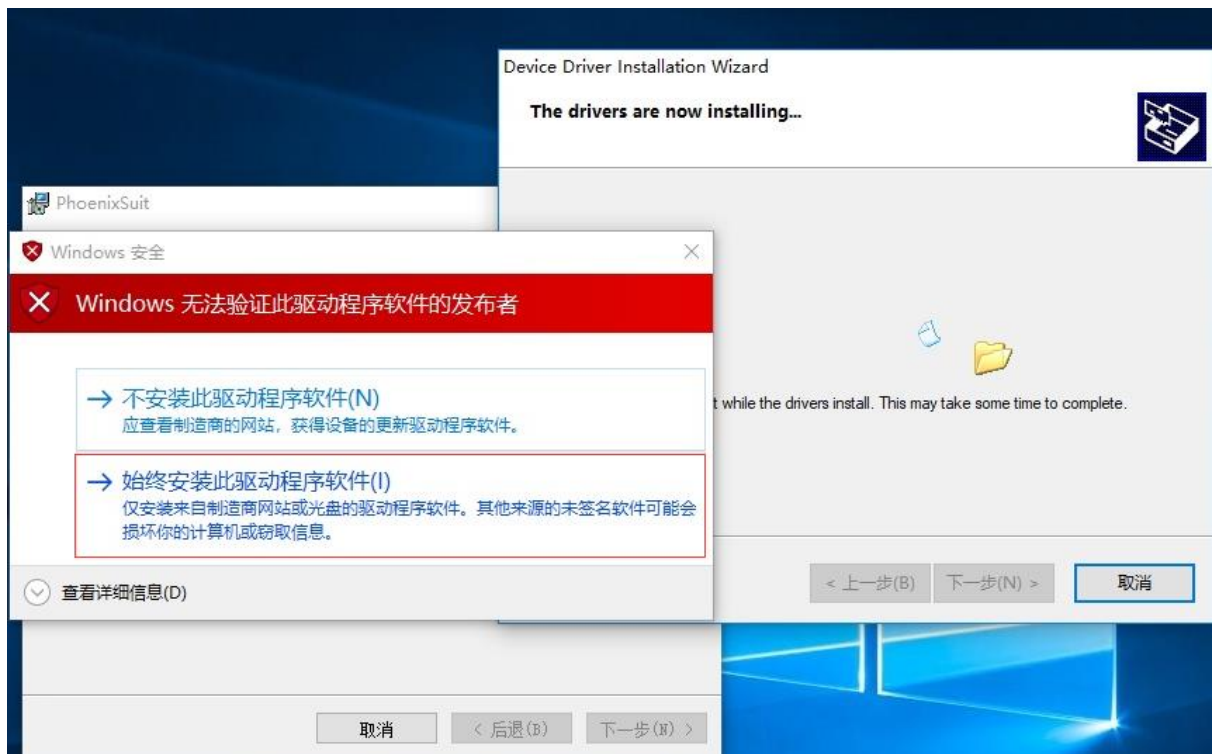 Device Driver Installation Wizard
The drivers are now installing...
PhoenixSuit
Windows 安全
Windows 无法验证此驱动程序软件的发布者
→ 不安装此驱动程序软件(N)
应查看制造商的网站，获得设备的更新驱动程序软件。
t while the drivers install. This may take some time to complete.
→ 始终安装此驱动程序软件(I)
仅安装来自制造商网站或光盘的驱动程序软件。其他来源的未签名软件可能会
损坏你的计算机或窃取信息。
查看详细信息(D)
< 上一步(B) 下一步(N) > 取消
取消 < 后退(B) 下一步(N) >